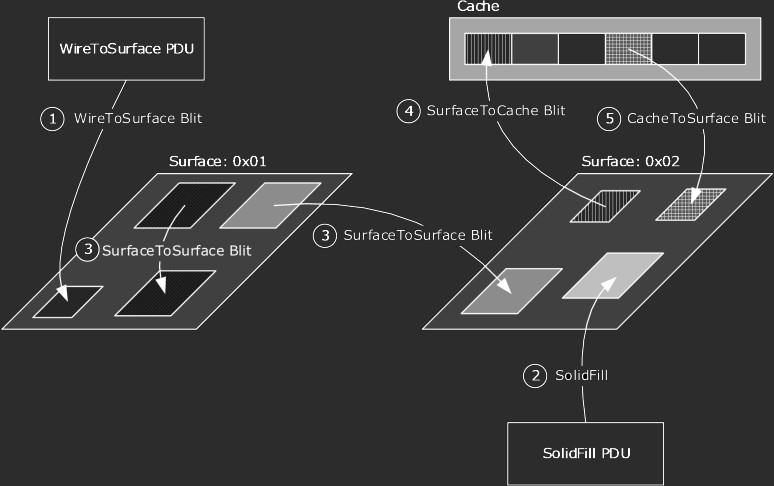 Cache
WireToSurface PDU
① WireToSurface Blit
④ SurfaceToCache Blit
⑤ CacheToSurface Blit
Surface: 0x01
Surface: 0x02
③ SurfaceToSurface Blit
③ SurfaceToSurface Blit
② SolidFill
SolidFill PDU